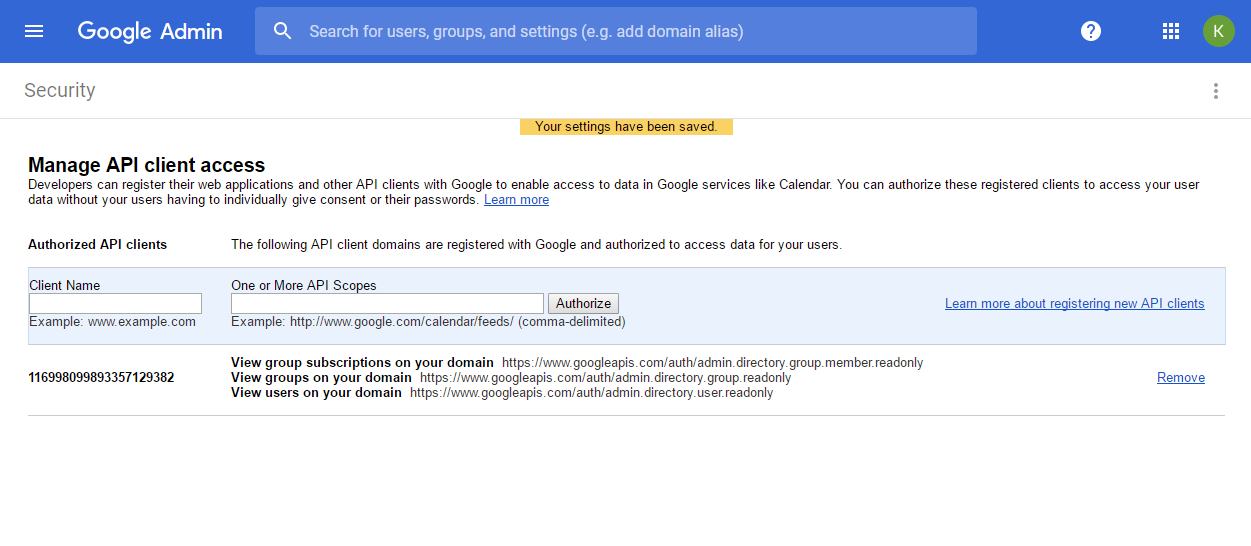 Google Admin
Search for users, groups, and settings (e.g. add domain alias)
?
K
Security
Your settings have been saved.
Manage API client access
Developers can register their web applications and other API clients with Google to enable access to data in Google services like Calendar. You can authorize these registered clients to access your user
data without your users having to individually give consent or their passwords. Learn more
Authorized API clients
The following API client domains are registered with Google and authorized to access data for your users.
Client Name
One or More API Scopes
Authorize
Learn more about registering new API clients
Example: www.example.com
Example: http://www.google.com/calendar/feeds/ (comma-delimited)
116998099893357129382
View group subscriptions on your domain https://www.googleapis.com/auth/admin.directory.group.member.readonly
View groups on your domain https://www.googleapis.com/auth/admin.directory.group.readonly
View users on your domain https://www.googleapis.com/auth/admin.directory.user.readonly
Remove